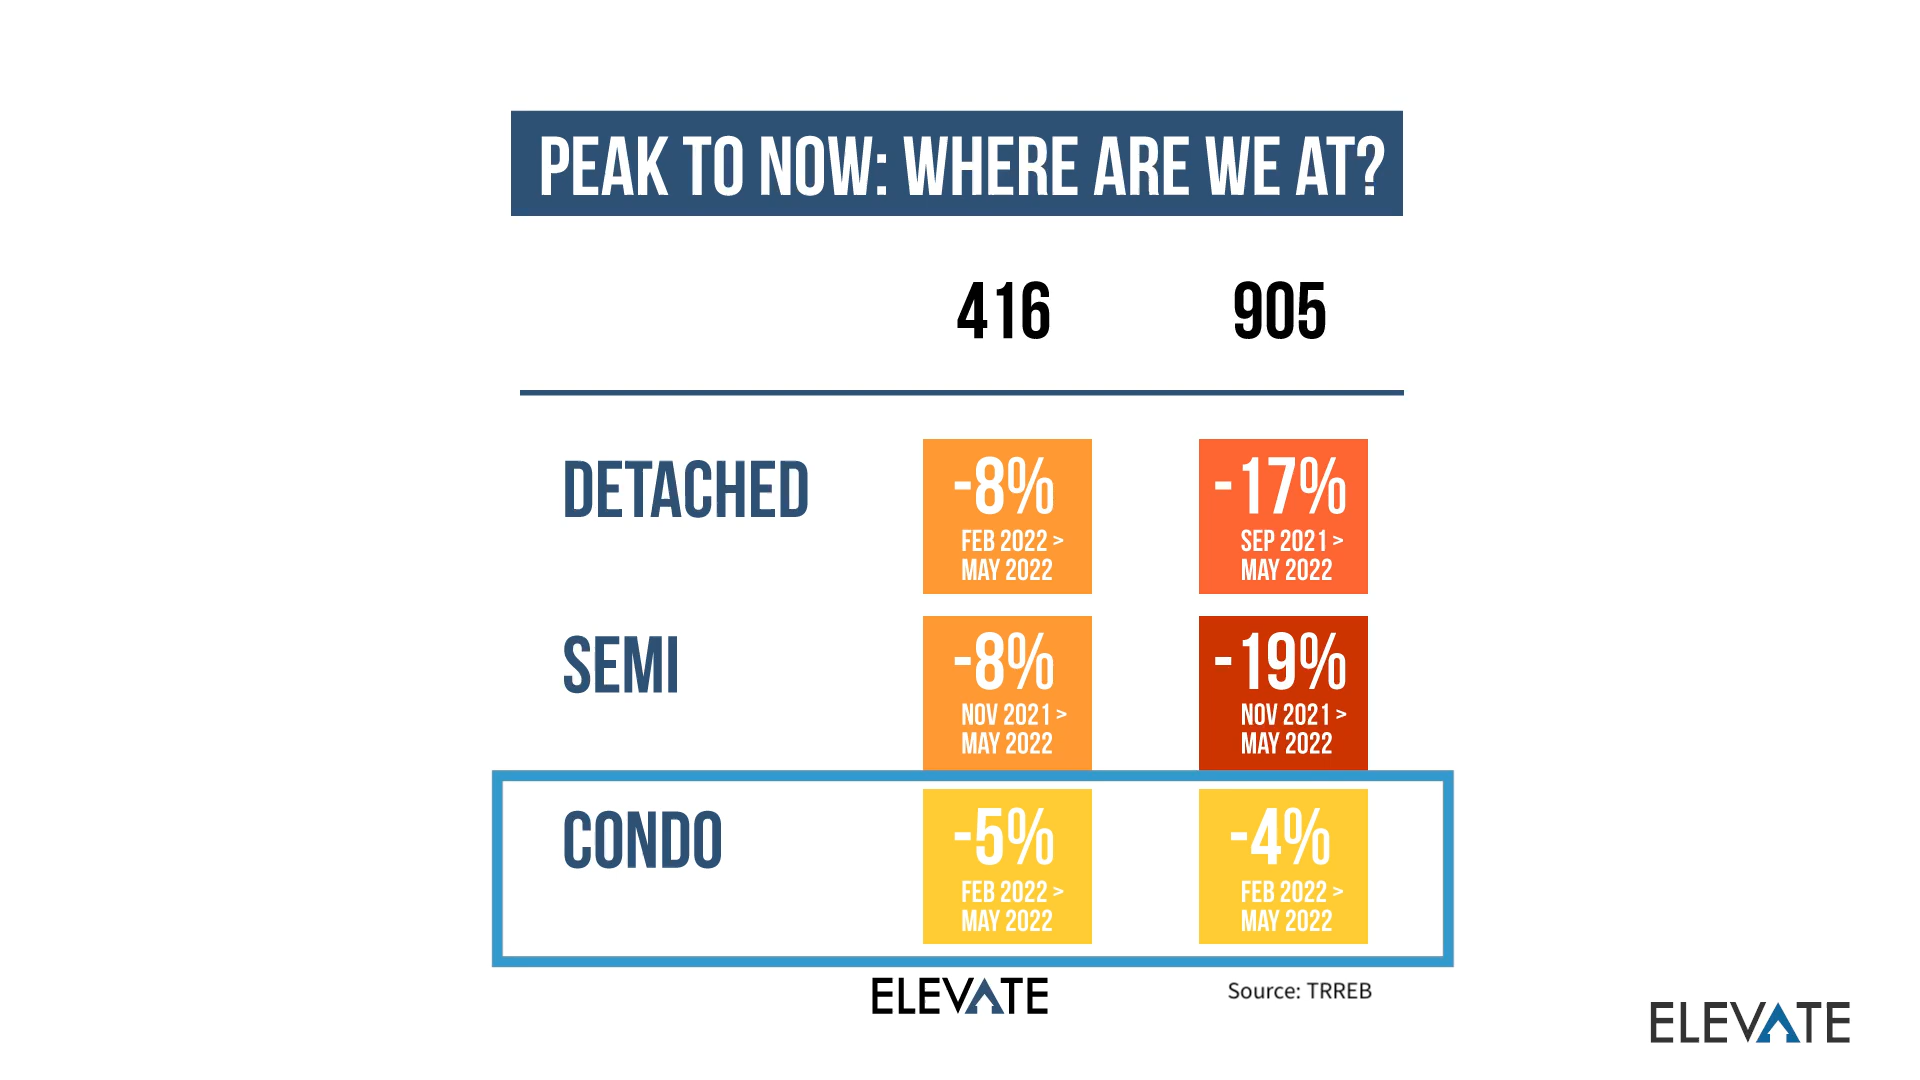 PEAK TO NOW: WHERE ARE WE AT?
416 905
DETACHED
-8%
FEB 2022 >
MAY 2022
-17%
SEP 2021 >
MAY 2022
SEMI
-8%
NOV 2021 >
MAY 2022
-19%
NOV 2021 >
MAY 2022
CONDO
-5%
FEB 2022 >
MAY 2022
-4%
FEB 2022 >
MAY 2022
ELEVATE
Source: TRREB
ELEVATE